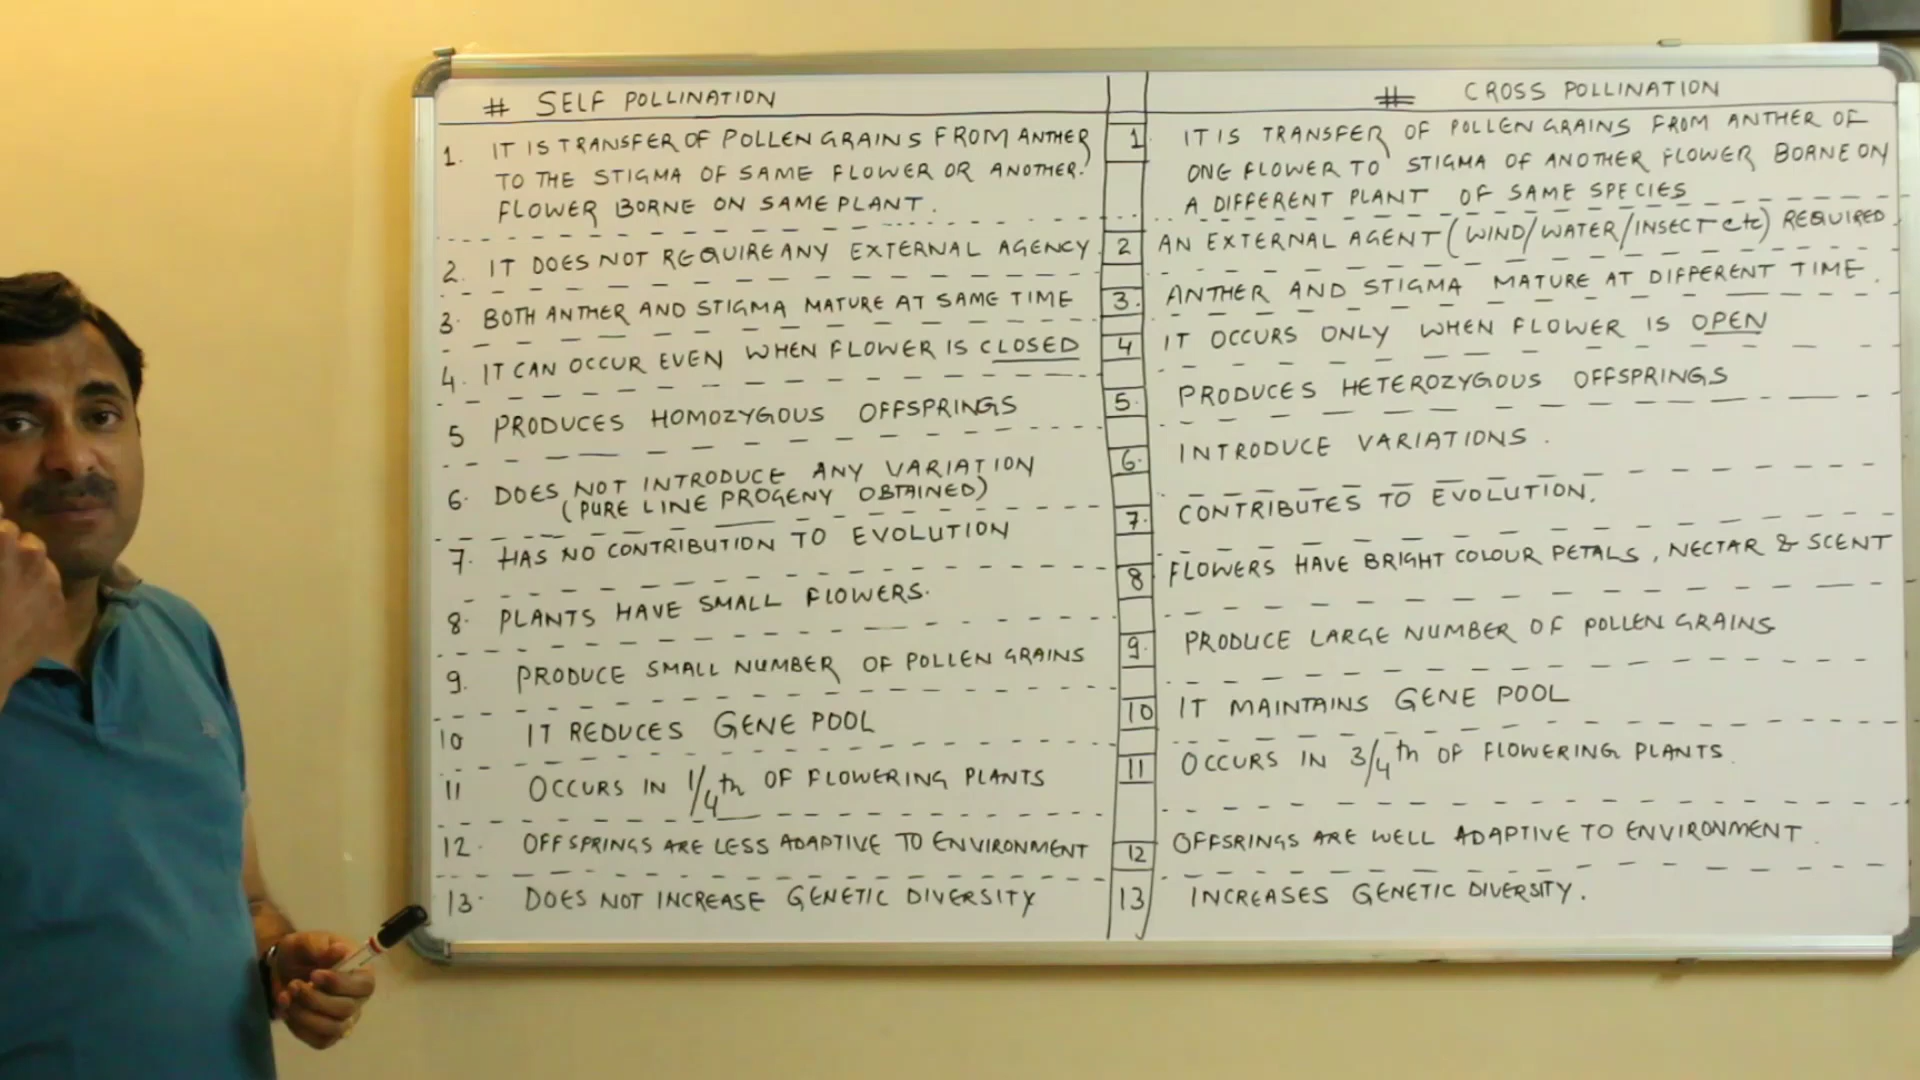 # SELF POLLINATION
1. IT IS TRANSFER OF POLLEN GRAINS FROM ANTHER
TO THE STIGMA OF SAME FLOWER OR ANOTHER.
FLOWER BORNE ON SAME PLANT.
2. IT DOES NOT REQUIRE ANY EXTERNAL AGENCY
3. BOTH ANTHER AND STIGMA MATURE AT SAME TIME
4. IT CAN OCCUR EVEN WHEN FLOWER IS CLOSED
5 PRODUCES HOMOZYGOUS OFFSPRINGS
6. DOES NOT INTRODUCE ANY VARIATION
(PURE LINE PROGENY OBTAINED)
7. HAS NO CONTRIBUTION TO EVOLUTION
8. PLANTS HAVE SMALL FLOWERS.
9. PRODUCE SMALL NUMBER OF POLLEN GRAINS
10 IT REDUCES GENE POOL
11 OCCURS IN 1/4th OF FLOWERING PLANTS
12. OFFSPRINGS ARE LESS ADAPTIVE TO ENVIRONMENT
13. DOES NOT INCREASE GENETIC DIVERSITY
# CROSS POLLINATION
1. IT IS TRANSFER OF POLLEN GRAINS FROM ANTHER OF
ONE FLOWER TO STIGMA OF ANOTHER FLOWER BORNE ON
A DIFFERENT PLANT OF SAME SPECIES
2 AN EXTERNAL AGENT (WIND/WATER/INSECT etc) REQUIRED
3. ANTHER AND STIGMA MATURE AT DIFFERENT TIME.
4 IT OCCURS ONLY WHEN FLOWER IS OPEN
5. PRODUCES HETEROZYGOUS OFFSPRINGS
6. INTRODUCE VARIATIONS.
7. CONTRIBUTES TO EVOLUTION.
8 FLOWERS HAVE BRIGHT COLOUR PETALS, NECTAR & SCENT
9. PRODUCE LARGE NUMBER OF POLLEN GRAINS
10 IT MAINTAINS GENE POOL
11 OCCURS IN 3/4th OF FLOWERING PLANTS.
12 OFFSRINGS ARE WELL ADAPTIVE TO ENVIRONMENT.
13 INCREASES GENETIC DIVERSITY.